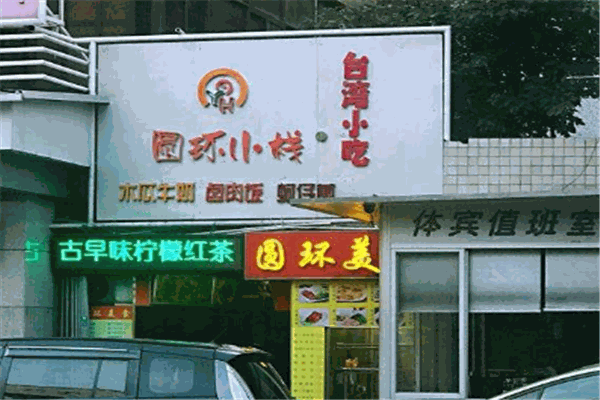 台湾小吃
圆环小栈
木瓜牛奶 卤肉饭 蚵仔煎
古早味柠檬红茶
圆环美
体宾值班室